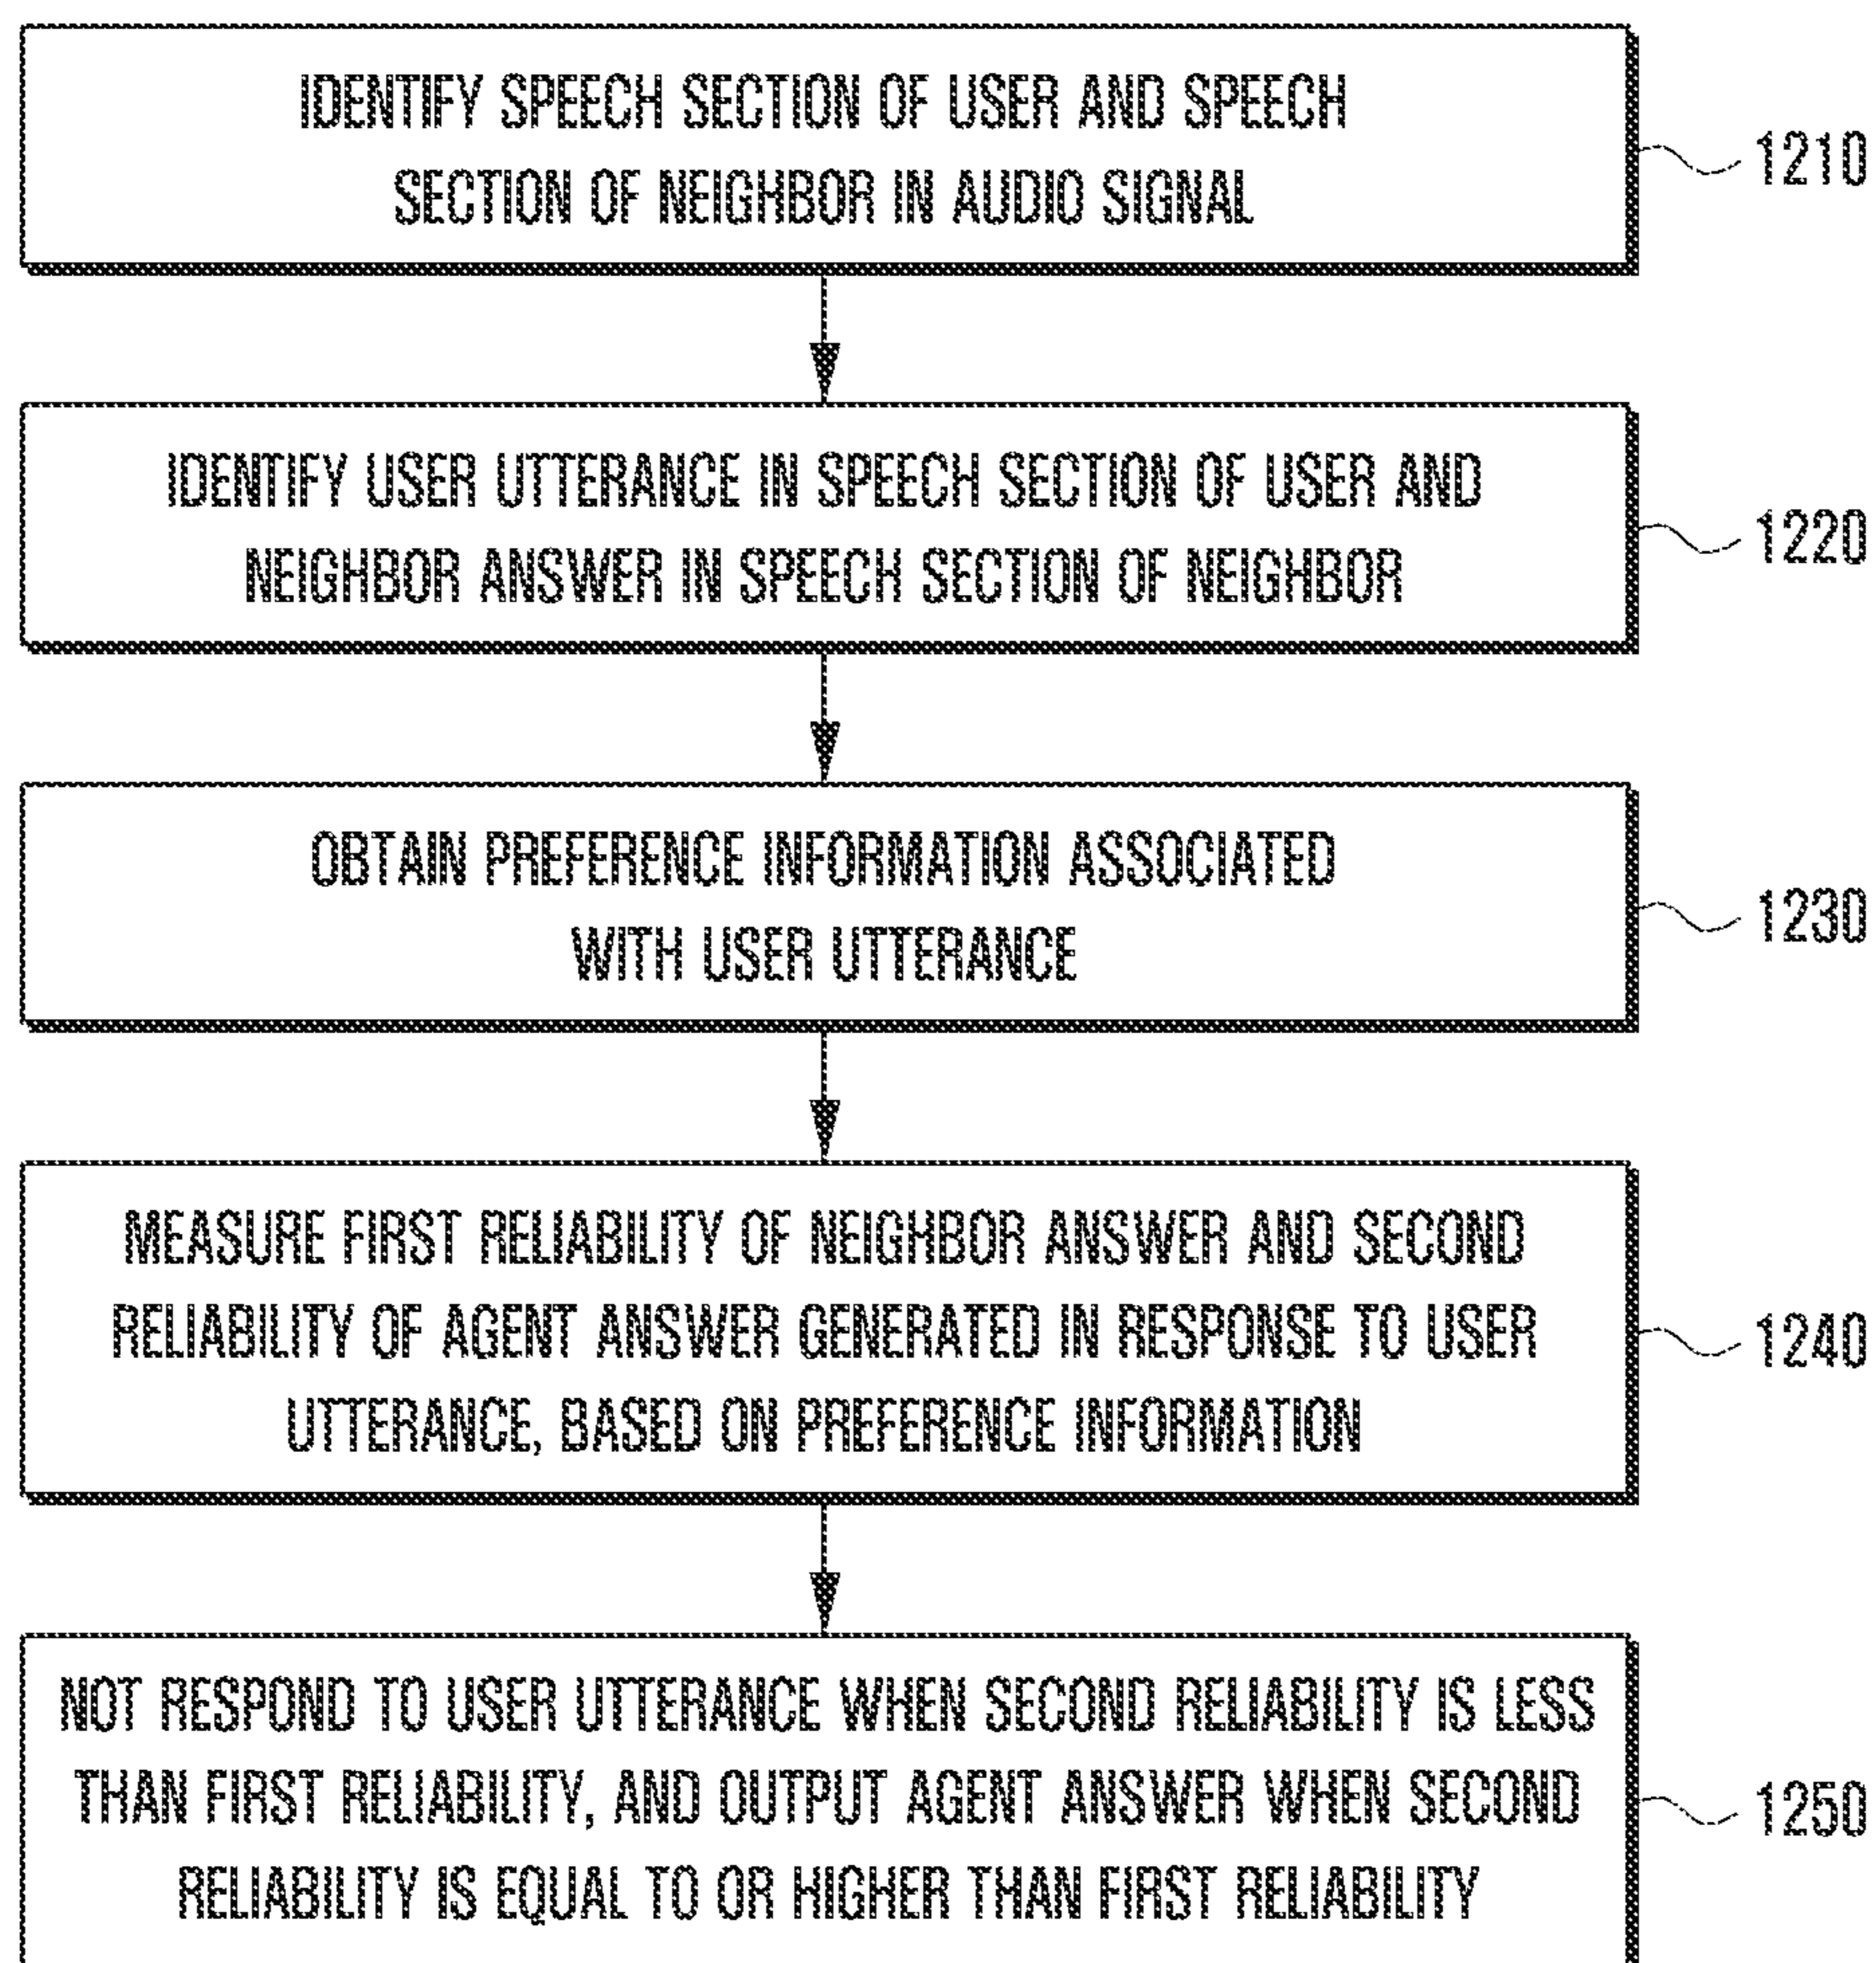 IDENTIFY SPEECH SECTION OF USER AND SPEECH
SECTION OF NEIGHBOR IN AUDIO SIGNAL
1210
IDENTIFY USER UTTERANCE IN SPEECH SECTION OF USER AND
NEIGHBOR ANSWER IN SPEECH SECTION OF NEIGHBOR
1220
OBTAIN PREFERENCE INFORMATION ASSOCIATED
WITH USER UTTERANCE
1230
MEASURE FIRST RELIABILITY OF NEIGHBOR ANSWER AND SECOND
RELIABILITY OF AGENT ANSWER GENERATED IN RESPONSE TO USER
UTTERANCE, BASED ON PREFERENCE INFORMATION
1240
NOT RESPOND TO USER UTTERANCE WHEN SECOND RELIABILITY IS LESS
THAN FIRST RELIABILITY, AND OUTPUT AGENT ANSWER WHEN SECOND
RELIABILITY IS EQUAL TO OR HIGHER THAN FIRST RELIABILITY
1250